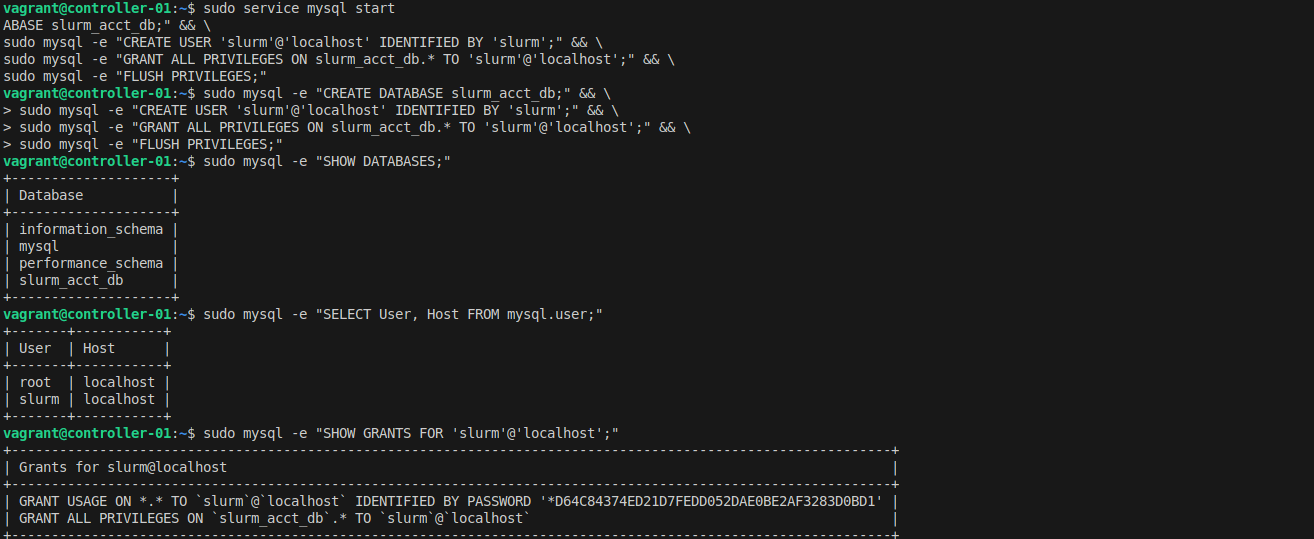 vagrant@controller-01:~$ sudo service mysql start
ABASE slurm_acct_db;" && \
sudo mysql -e "CREATE USER 'slurm'@'localhost' IDENTIFIED BY 'slurm';" && \
sudo mysql -e "GRANT ALL PRIVILEGES ON slurm_acct_db.* TO 'slurm'@'localhost';" && \
sudo mysql -e "FLUSH PRIVILEGES;"
vagrant@controller-01:~$ sudo mysql -e "CREATE DATABASE slurm_acct_db;" && \
> sudo mysql -e "CREATE USER 'slurm'@'localhost' IDENTIFIED BY 'slurm';" && \
> sudo mysql -e "GRANT ALL PRIVILEGES ON slurm_acct_db.* TO 'slurm'@'localhost';" && \
> sudo mysql -e "FLUSH PRIVILEGES;"
vagrant@controller-01:~$ sudo mysql -e "SHOW DATABASES;"
+--------------------+
| Database           |
+--------------------+
| information_schema |
| mysql              |
| performance_schema |
| slurm_acct_db      |
+--------------------+
vagrant@controller-01:~$ sudo mysql -e "SELECT User, Host FROM mysql.user;"
+-------+-----------+
| User  | Host      |
+-------+-----------+
| root  | localhost |
| slurm | localhost |
+-------+-----------+
vagrant@controller-01:~$ sudo mysql -e "SHOW GRANTS FOR 'slurm'@'localhost';"
+--------------------------------------------------------------------------------------------------------------+
| Grants for slurm@localhost                                                                                   |
+--------------------------------------------------------------------------------------------------------------+
| GRANT USAGE ON *.* TO `slurm`@`localhost` IDENTIFIED BY PASSWORD '*D64C84374ED21D7FEDD052DAE0BE2AF3283D0BD1' |
| GRANT ALL PRIVILEGES ON `slurm_acct_db`.* TO `slurm`@`localhost`                                             |
+--------------------------------------------------------------------------------------------------------------+